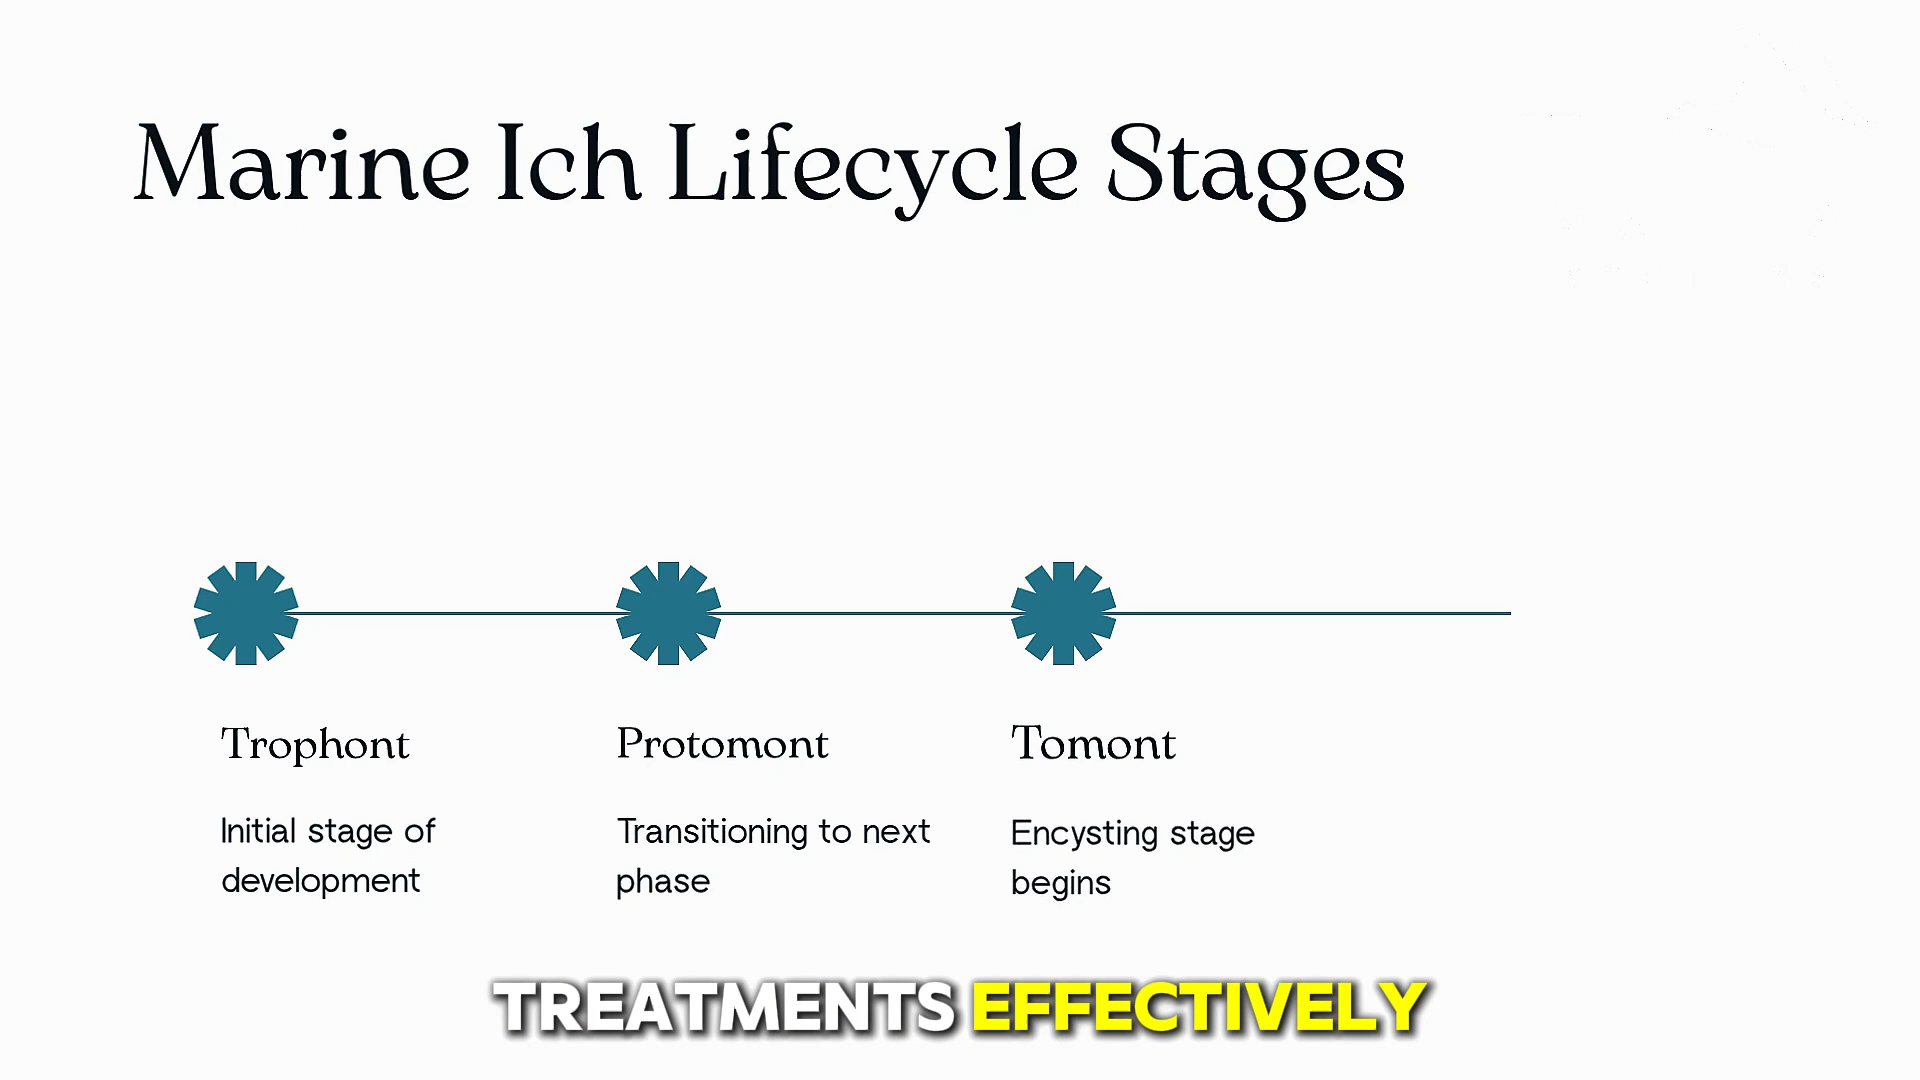 Marine Ich Lifecycle Stages
Trophont
Initial stage of
development
Protomont
Transitioning to next
phase
Tomont
Encysting stage
begins
TREATMENTS EFFECTIVELY